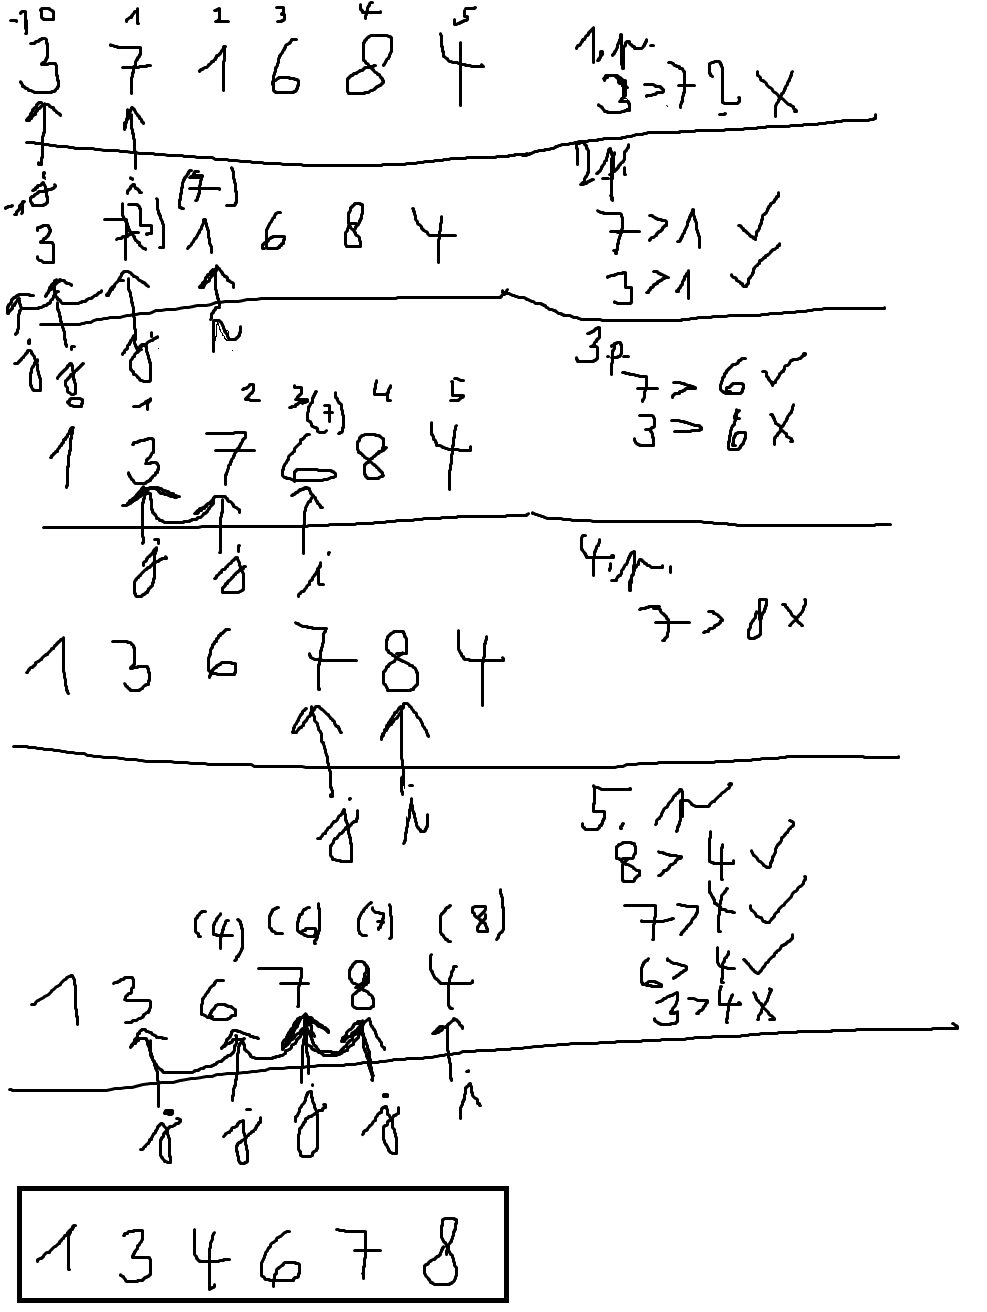 -1 0 1 2 3 4 5
3 7 1 6 8 4
1. p.
3 > 7 ? X
j i
2 p.
(3) (7)
-1 3 7 1 6 8 4
7 > 1 ✓
3 > 1 ✓
j j j i
3 p.
7 > 6 ✓
3 > 6 X
0 1 2 3 (7) 4 5
1 3 7 6 8 4
j j i
4. p.
7 > 8 X
1 3 6 7 8 4
j i
5. p.
8 > 4 ✓
7 > 4 ✓
6 > 4 ✓
3 > 4 X
(4) (6) (7) (8)
1 3 6 7 8 4
j j j j i
1 3 4 6 7 8